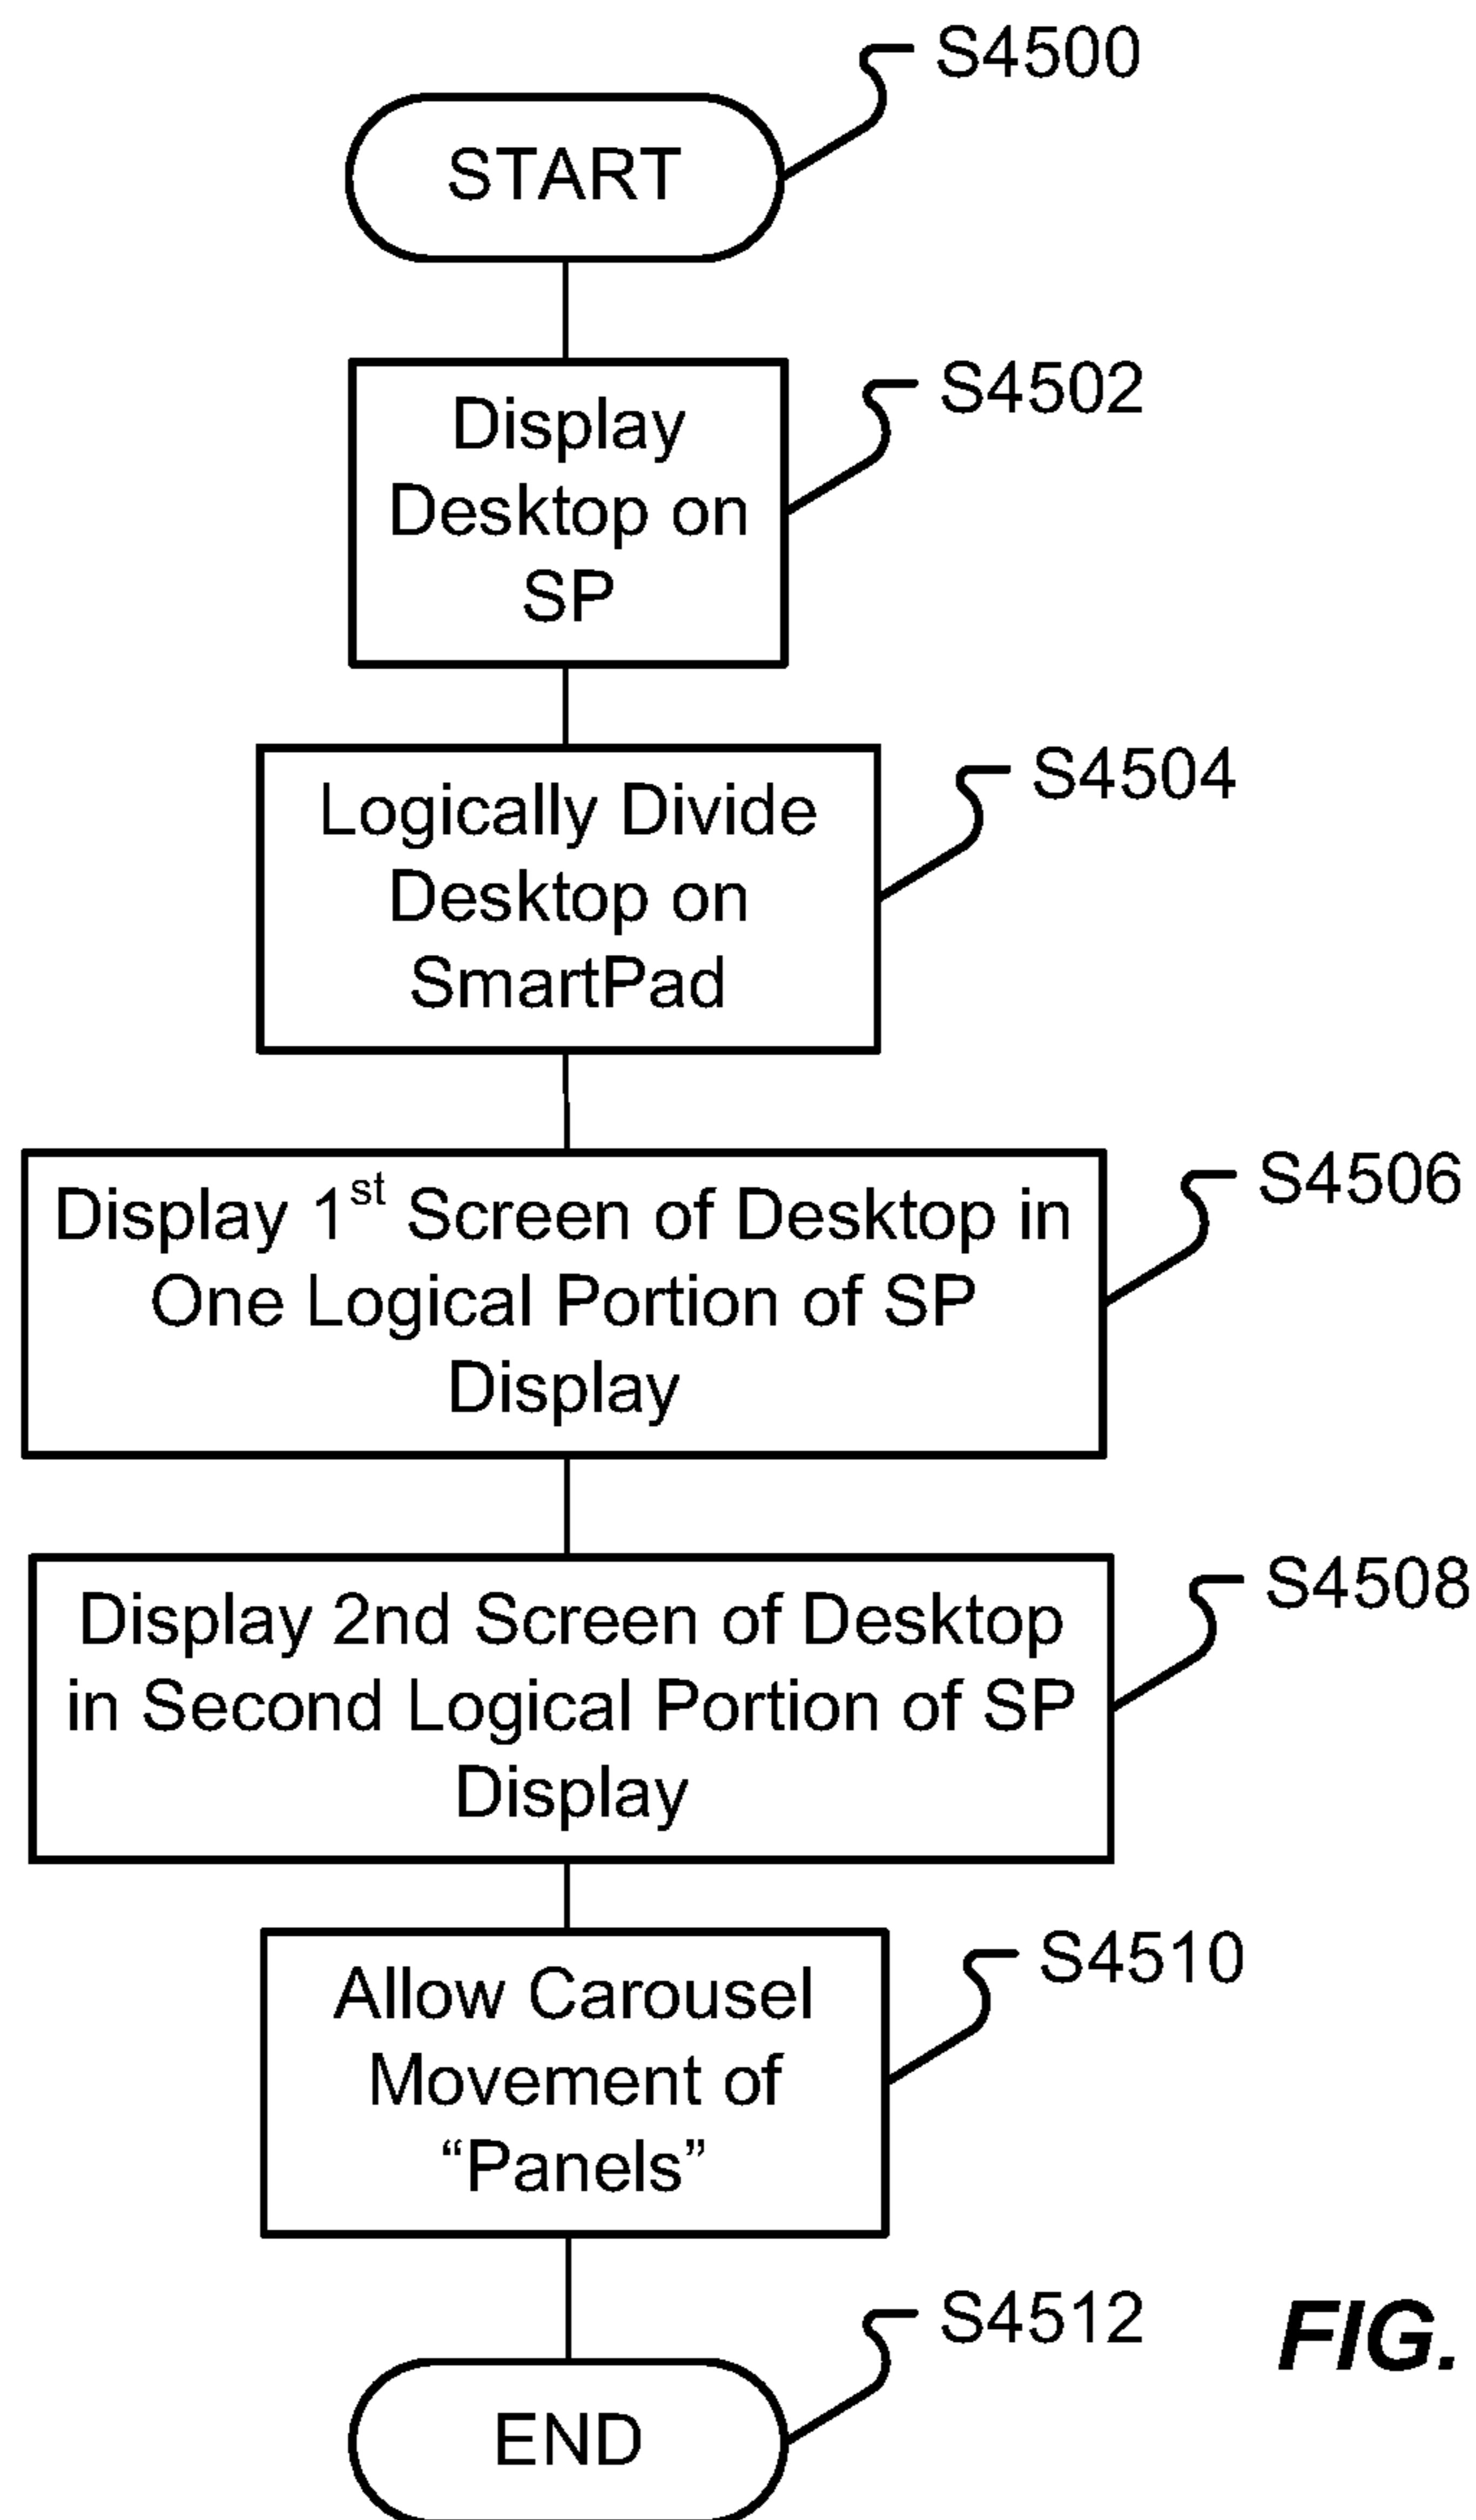 S4500
START
S4502
Display
Desktop on
SP
S4504
Logically Divide
Desktop on
SmartPad
S4506
Display 1st Screen of Desktop in
One Logical Portion of SP
Display
S4508
Display 2nd Screen of Desktop
in Second Logical Portion of SP
Display
S4510
Allow Carousel
Movement of
“Panels”
S4512
END
FIG.